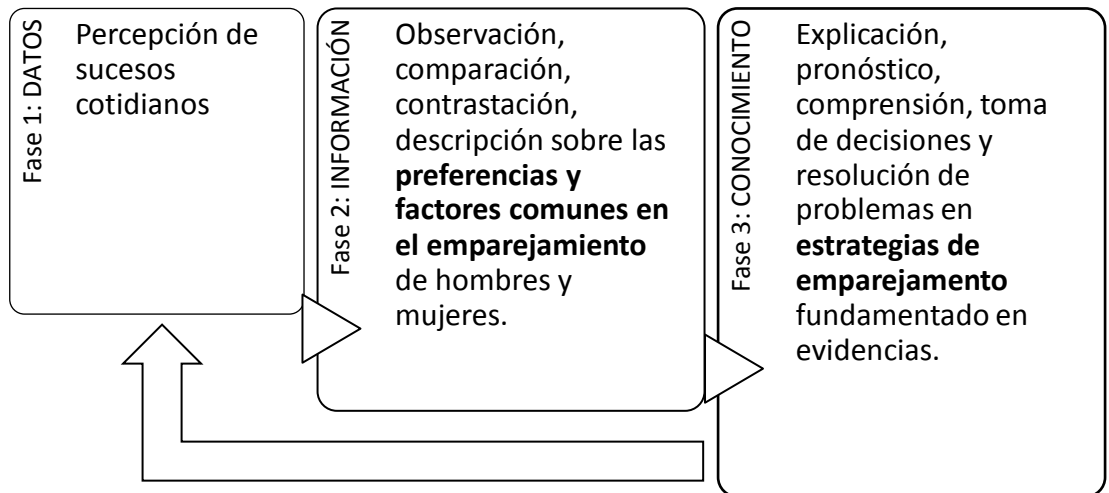 Fase 1: DATOS
Percepción de
sucesos
cotidianos
Fase 2: INFORMACIÓN
Observación,
comparación,
contrastación,
descripción sobre las
preferencias y
factores comunes en
el emparejamiento
de hombres y
mujeres.
Fase 3: CONOCIMIENTO
Explicación,
pronóstico,
comprensión, toma
de decisiones y
resolución de
problemas en
estrategias de
emparejamento
fundamentado en
evidencias.